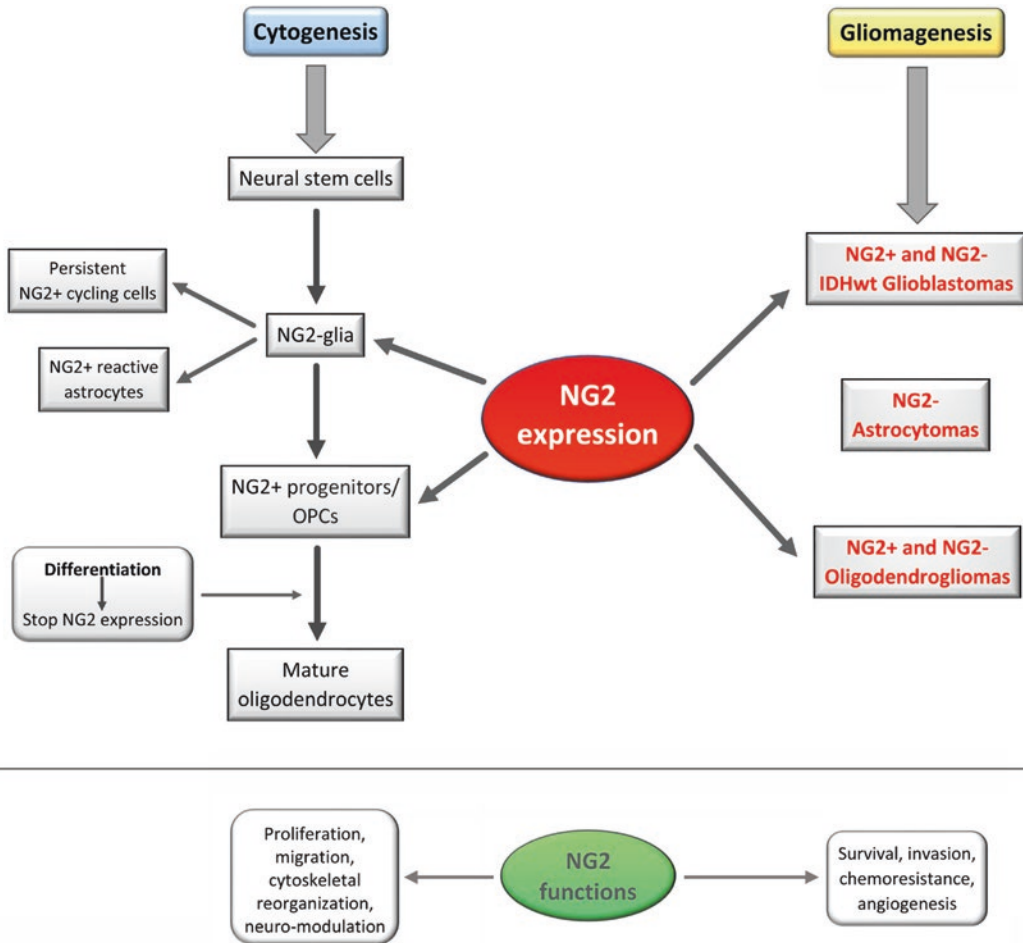 Cytogenesis
Gliomagenesis
Neural stem cells
Persistent
NG2+ cycling cells
NG2-glia
NG2+ reactive
astrocytes
NG2+ progenitors/
OPCs
Differentiation
Stop NG2 expression
Mature
oligodendrocytes
NG2
expression
NG2+ and NG2-
IDHwt Glioblastomas
NG2-
Astrocytomas
NG2+ and NG2-
Oligodendrogliomas
Proliferation,
migration,
cytoskeletal
reorganization,
neuro-modulation
NG2
functions
Survival, invasion,
chemoresistance,
angiogenesis